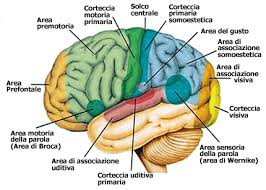 Corteccia
motoria
primaria
Solco
centrale
Corteccia
primaria
somoestetica
Area
premotoria
Area del gusto
Area di
associazione
somoestetica
Area
Prefontale
Area di
associazione
visiva
Corteccia
visiva
Area motoria
della parola
(Area di Broca)
Area sensoria
della parola
(area di Wernike)
Area di associazione
uditiva
Corteccia uditiva
primaria